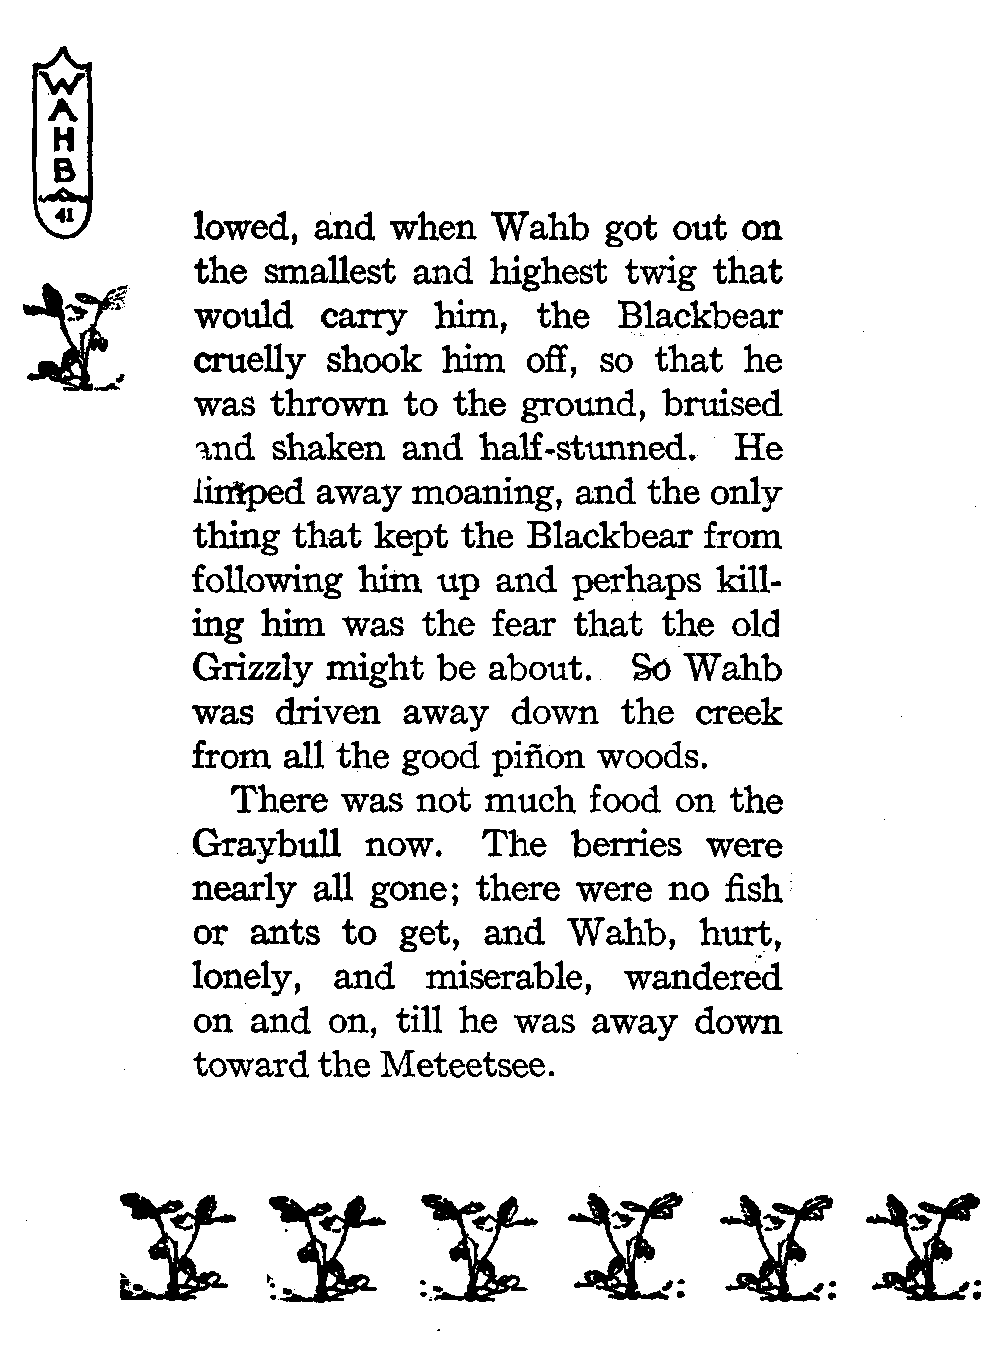 WAHB
41
lowed, and when Wahb got out on
the smallest and highest twig that
would carry him, the Blackbear
cruelly shook him off, so that he
was thrown to the ground, bruised
and shaken and half-stunned. He
limped away moaning, and the only
thing that kept the Blackbear from
following him up and perhaps kill-
ing him was the fear that the old
Grizzly might be about. So Wahb
was driven away down the creek
from all the good piñon woods.
There was not much food on the
Graybull now. The berries were
nearly all gone; there were no fish
or ants to get, and Wahb, hurt,
lonely, and miserable, wandered
on and on, till he was away down
toward the Meteetsee.